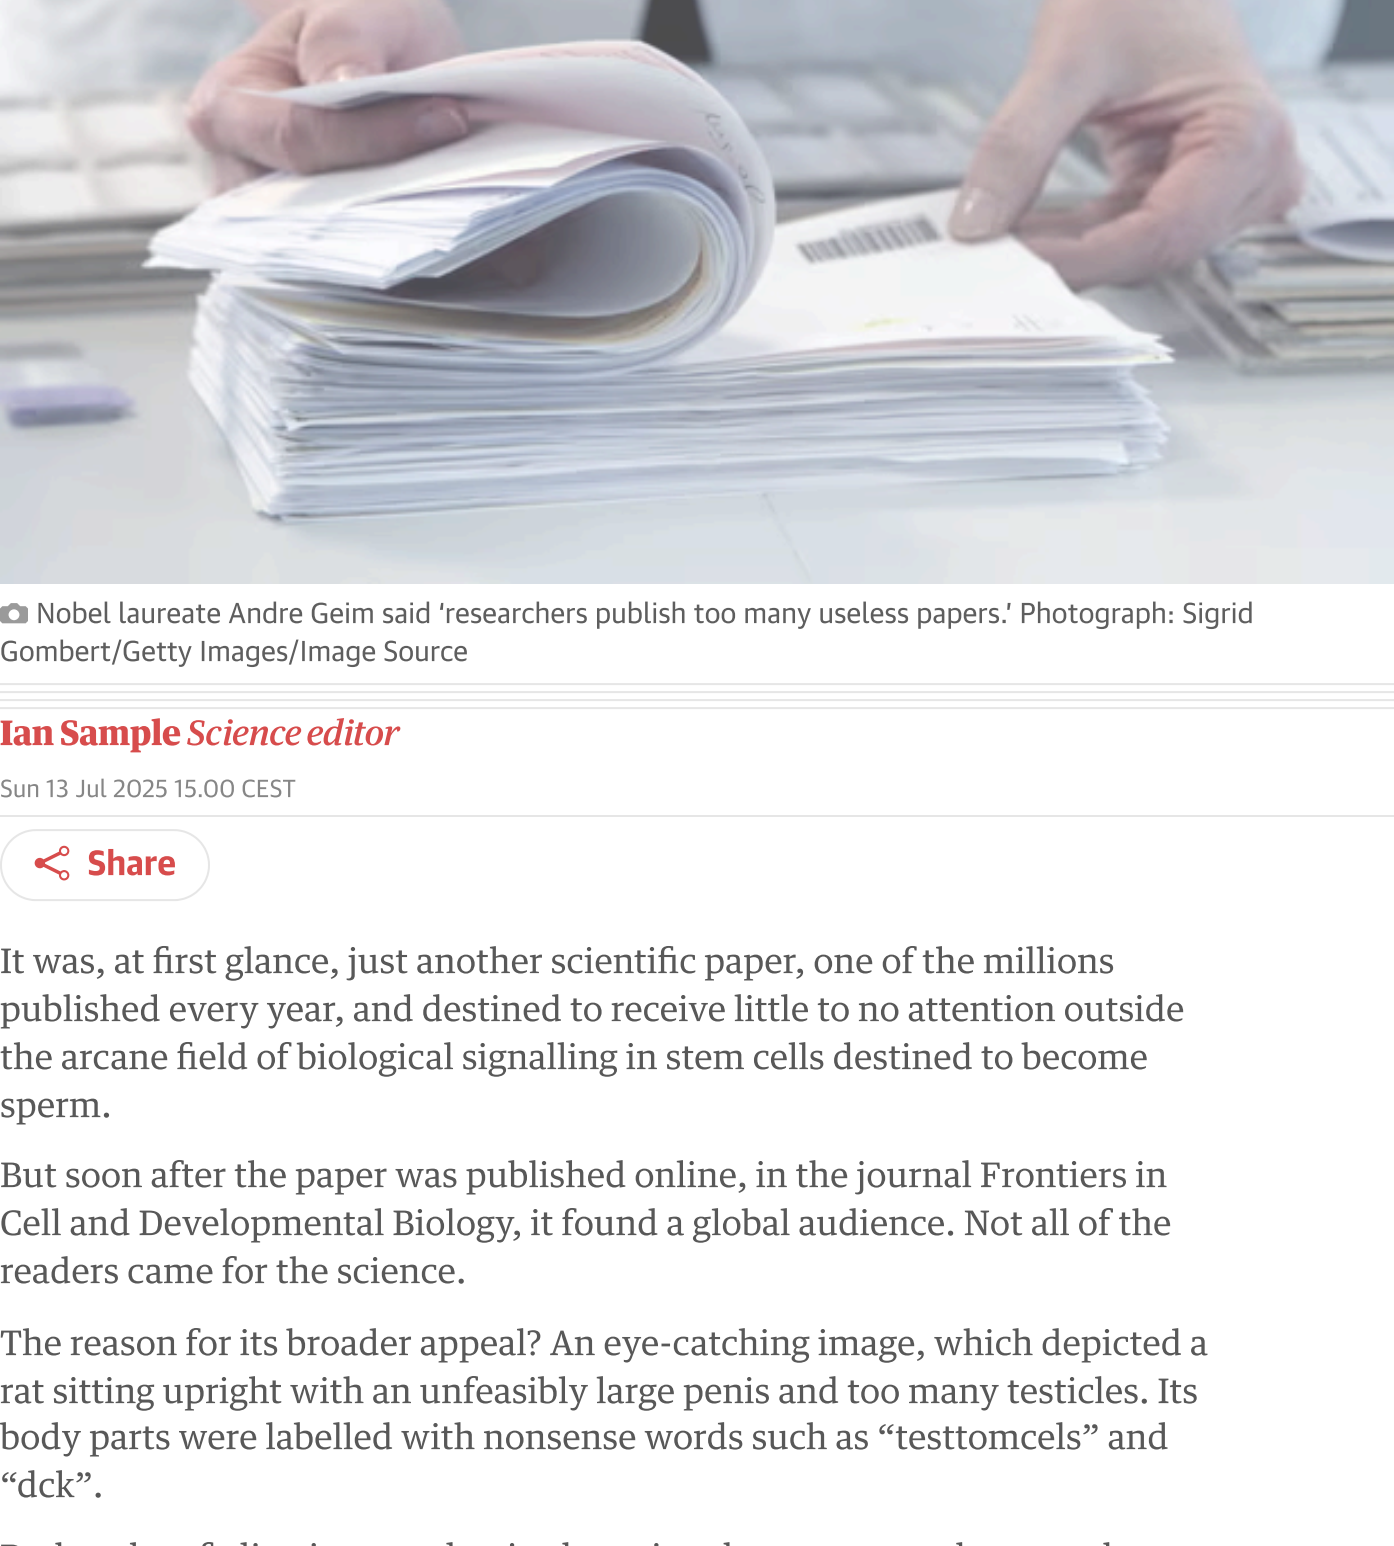 Nobel laureate Andre Geim said ‘researchers publish too many useless papers.’ Photograph: Sigrid
Gombert/Getty Images/Image Source
Ian Sample Science editor
Sun 13 Jul 2025 15.00 CEST
Share
It was, at first glance, just another scientific paper, one of the millions
published every year, and destined to receive little to no attention outside
the arcane field of biological signalling in stem cells destined to become
sperm.
But soon after the paper was published online, in the journal Frontiers in
Cell and Developmental Biology, it found a global audience. Not all of the
readers came for the science.
The reason for its broader appeal? An eye-catching image, which depicted a
rat sitting upright with an unfeasibly large penis and too many testicles. Its
body parts were labelled with nonsense words such as “testtomcels” and
“dck”.